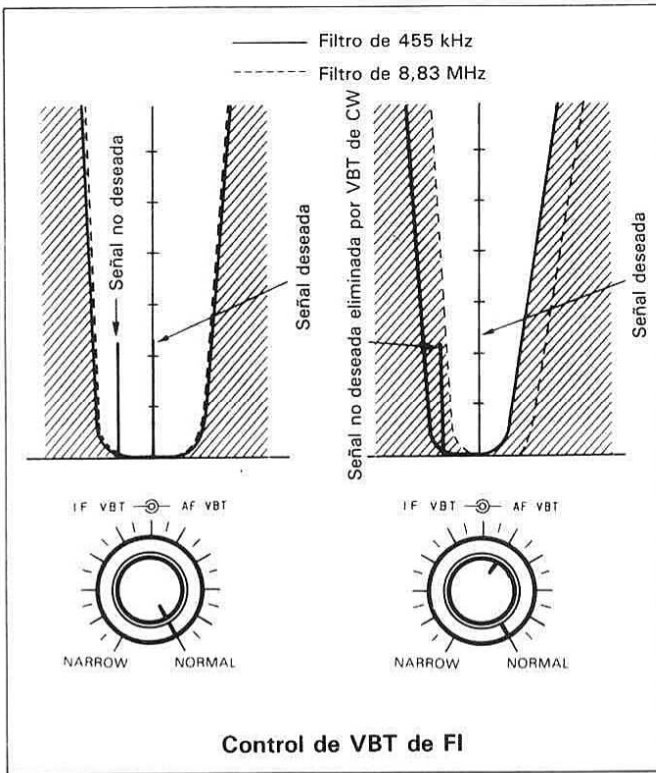 Filtro de 455 kHz
Filtro de 8,83 MHz
Señal no deseada
Señal deseada
Señal no deseada eliminada por VBT de CW
Señal deseada
IF VBT AF VBT
NARROW NORMAL
IF VBT AF VBT
NARROW NORMAL
Control de VBT de FI